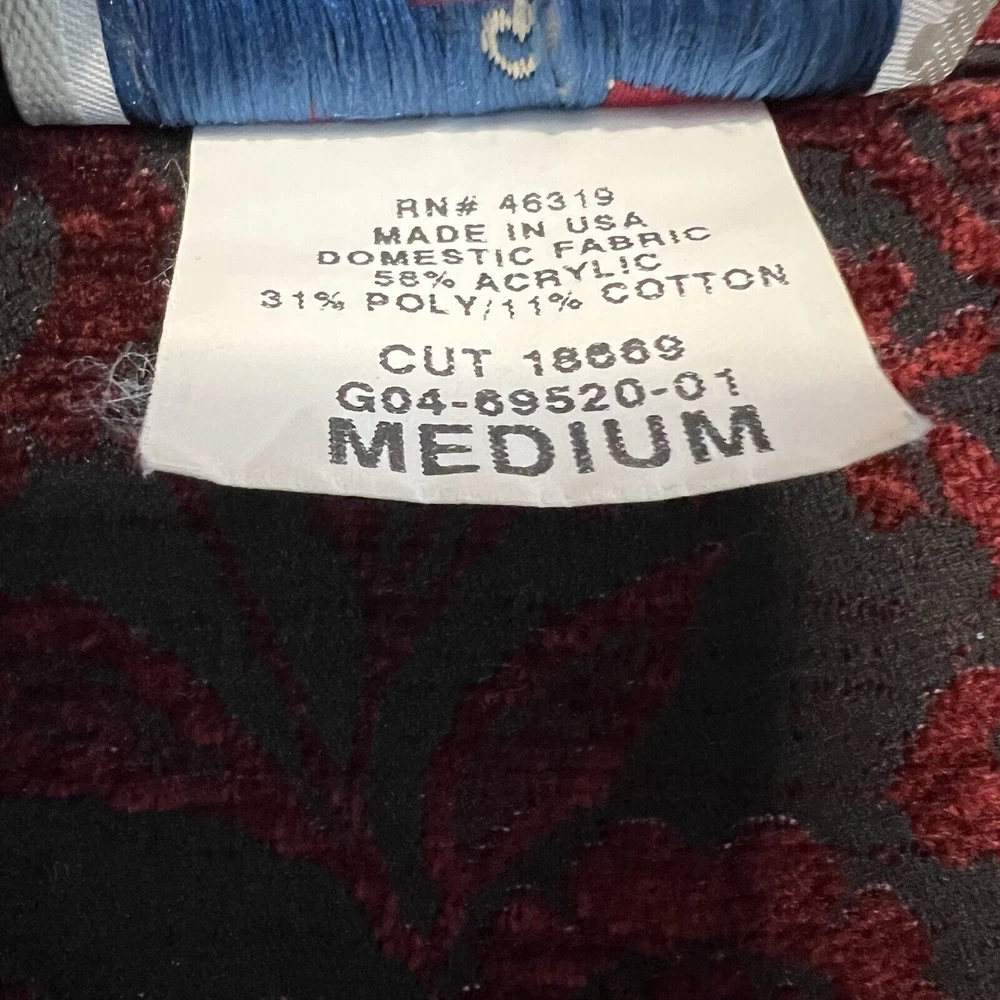 RN# 46319
MADE IN USA
DOMESTIC FABRIC
58% ACRYLIC
31% POLY/11% COTTON
CUT 18669
G04-69520-01
MEDIUM